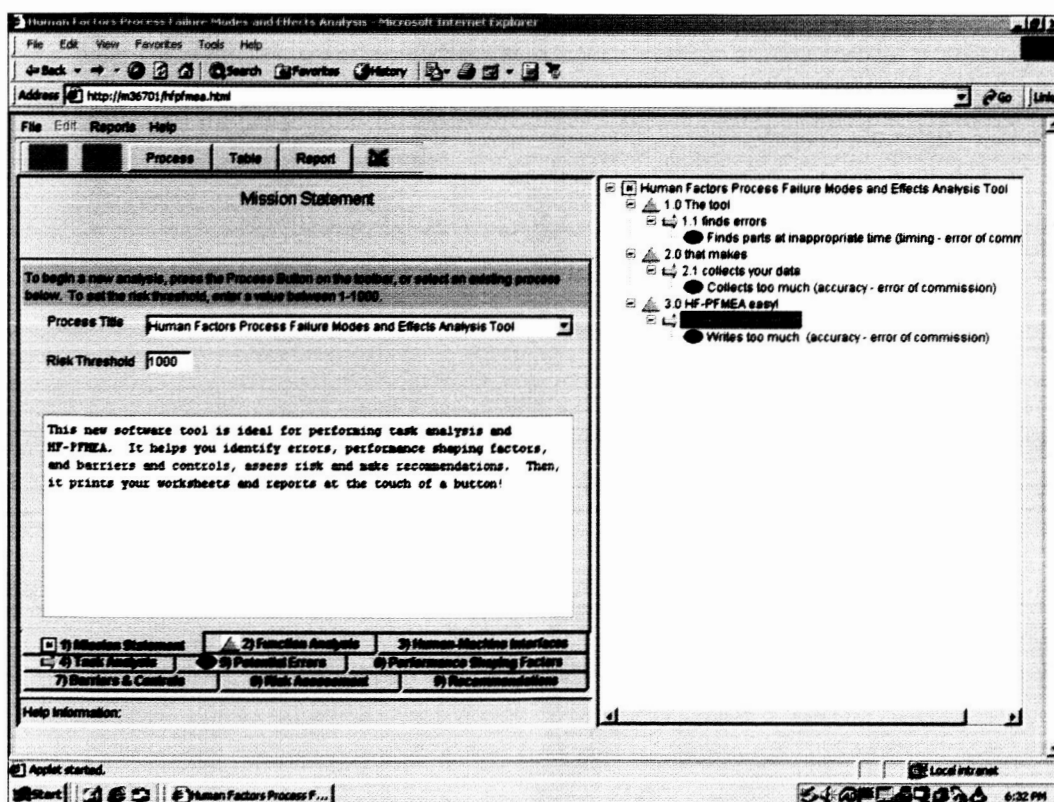 Human Factors Process Failure Modes and Effects Analysis - Microsoft Internet Explorer
File Edit View Favorites Tools Help
Back Search Favorites History
Address http://m36701/hfpfmea.html Go Links
File Edit Reports Help
Process Table Report
Mission Statement
To begin a new analysis, press the Process Button on the toolbar, or select an existing process
below. To set the risk threshold, enter a value between 1-1000.
Process Title Human Factors Process Failure Modes and Effects Analysis Tool
Risk Threshold 1000
This new software tool is ideal for performing task analysis and
HF-PFMEA. It helps you identify errors, performance shaping factors,
and barriers and controls, assess risk and make recommendations. Then,
it prints your worksheets and reports at the touch of a button!
1) Mission Statement 2) Function Analysis 3) Human-Machine Interfaces
4) Task Analysis 5) Potential Errors 6) Performance Shaping Factors
7) Barriers & Controls 8) Risk Assessment 9) Recommendations
Help Information:
Human Factors Process Failure Modes and Effects Analysis Tool
1.0 The tool
1.1 finds errors
Finds parts at inappropriate time (timing - error of comm
2.0 that makes
2.1 collects your data
Collects too much (accuracy - error of commission)
3.0 HF-PFMEA easy!
Writes too much (accuracy - error of commission)
Applet started. Local intranet
Start Human Factors Process F... 6:32 PM